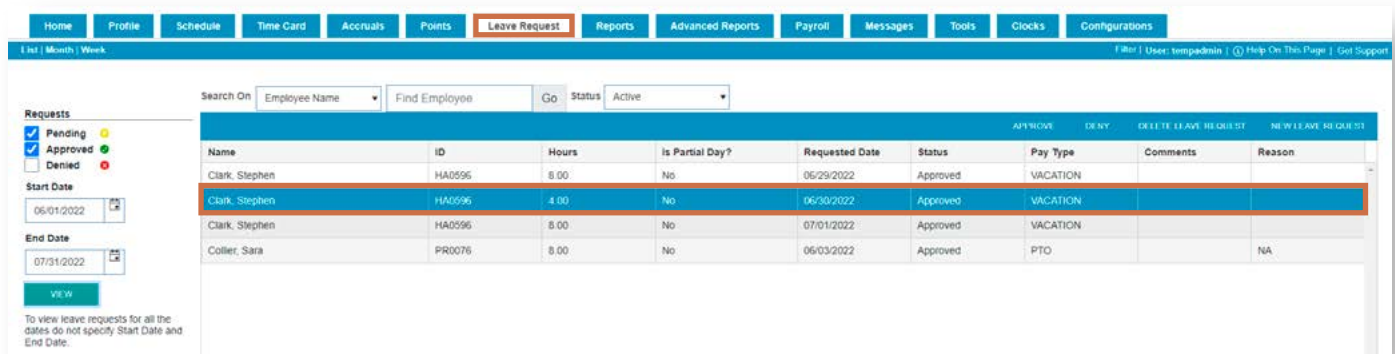 Home Profile Schedule Time Card Accruals Points Leave Request Reports Advanced Reports Payroll Messages Tools Clocks Configurations
List | Month | Week Filter | User: tempadmin | Help On This Page | Get Support
Search On Employee Name Find Employee Go Status Active
Requests
Pending
Approved
Denied
Start Date
06/01/2022
End Date
07/31/2022
VIEW
To view leave requests for all the
dates do not specify Start Date and
End Date.
APPROVE DENY DELETE LEAVE REQUEST NEW LEAVE REQUEST
Name ID Hours Is Partial Day? Requested Date Status Pay Type Comments Reason
Clark, Stephen HA0596 8.00 No 06/29/2022 Approved VACATION
Clark, Stephen HA0596 4.00 No 06/30/2022 Approved VACATION
Clark, Stephen HA0596 8.00 No 07/01/2022 Approved VACATION
Collier, Sara PR0076 8.00 No 06/03/2022 Approved PTO NA